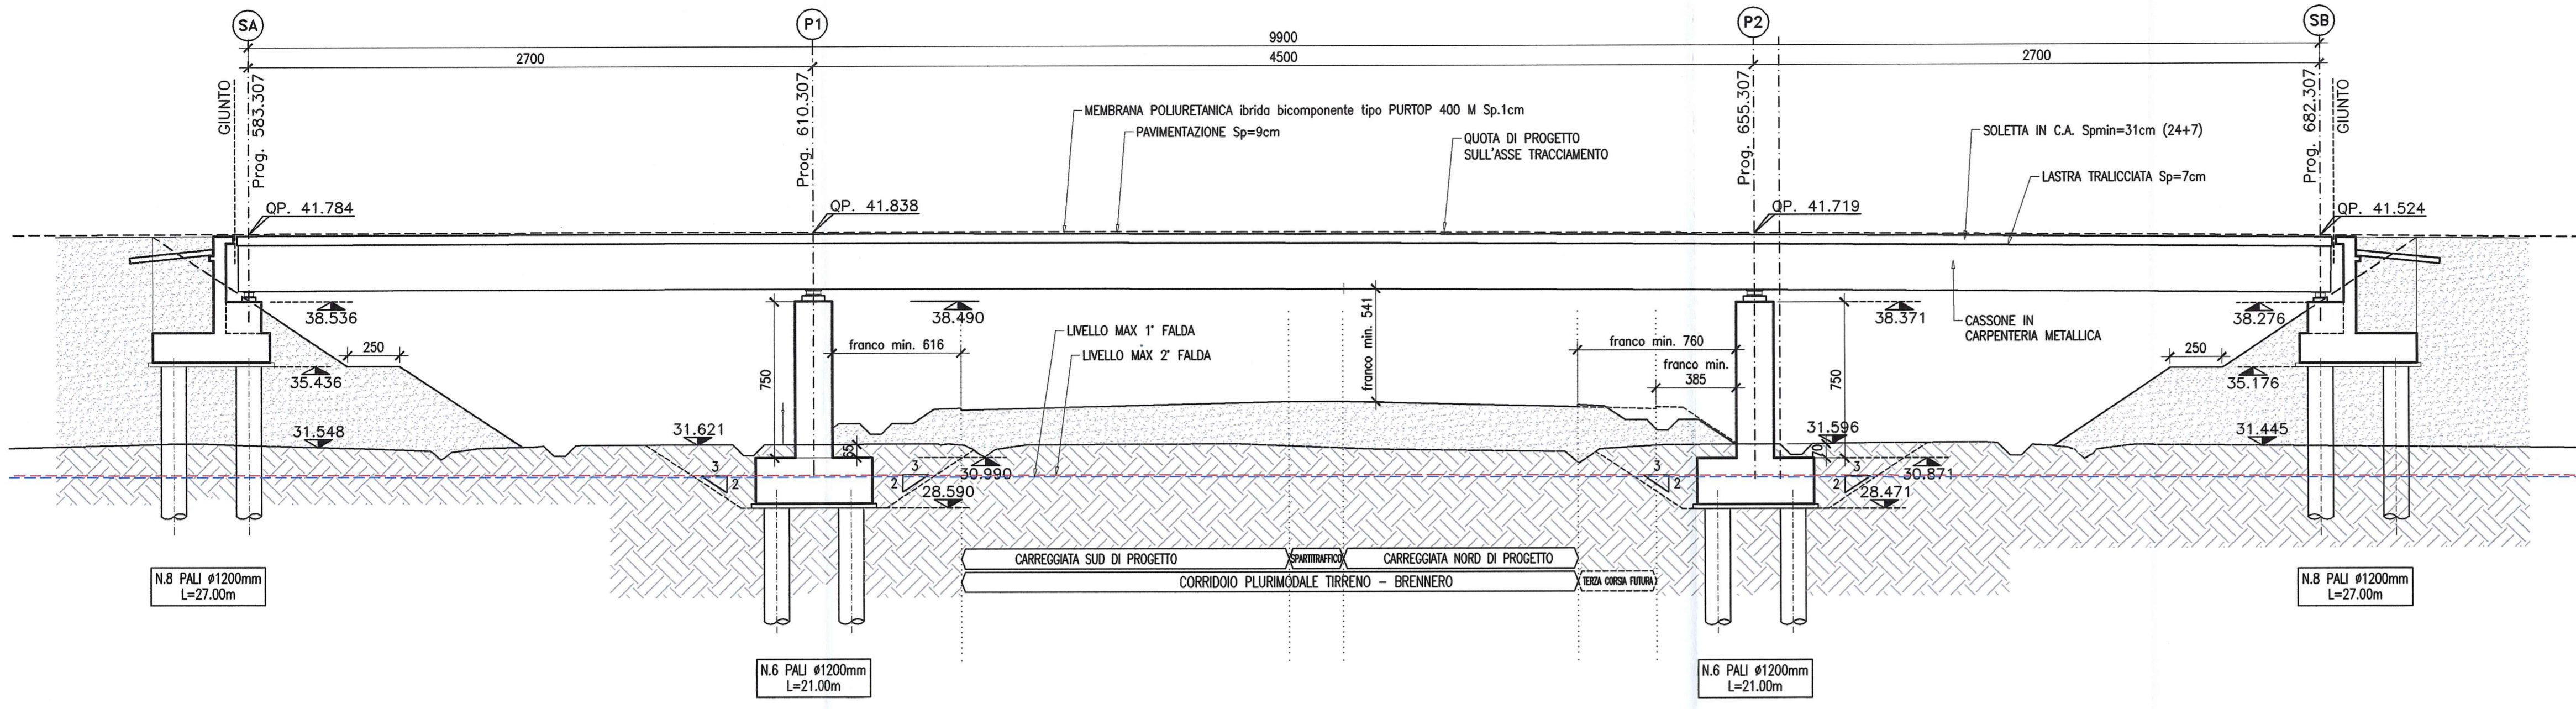 SA
P1
P2
SB
9900
2700
4500
2700
GIUNTO
Prog. 583.307
Prog. 610.307
Prog. 655.307
Prog. 682.307
GIUNTO
MEMBRANA POLIURETANICA ibrida bicomponente tipo PURTOP 400 M Sp.1cm
PAVIMENTAZIONE Sp=9cm
QUOTA DI PROGETTO
SULL'ASSE TRACCIAMENTO
SOLETTA IN C.A. Spmin=31cm (24+7)
LASTRA TRALICCIATA Sp=7cm
QP. 41.784
QP. 41.838
QP. 41.719
QP. 41.524
38.536
38.490
38.371
38.276
CASSONE IN
CARPENTERIA METALLICA
LIVELLO MAX 1° FALDA
LIVELLO MAX 2° FALDA
franco min. 616
franco min. 541
franco min. 760
franco min.
385
250
250
750
750
35.436
35.176
31.548
31.621
31.596
31.445
65
70
3
2
3
2
3
2
3
2
30.990
28.590
30.871
28.471
CARREGGIATA SUD DI PROGETTO
SPARTITRAFFICO
CARREGGIATA NORD DI PROGETTO
CORRIDOIO PLURIMODALE TIRRENO - BRENNERO
TERZA CORSIA FUTURA
N.8 PALI ø1200mm
L=27.00m
N.6 PALI ø1200mm
L=21.00m
N.6 PALI ø1200mm
L=21.00m
N.8 PALI ø1200mm
L=27.00m